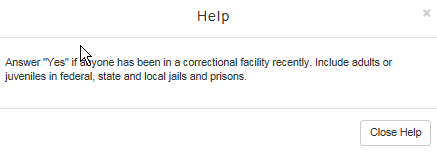 Help
×
Answer "Yes" if anyone has been in a correctional facility recently. Include adults or
juveniles in federal, state and local jails and prisons.
Close Help